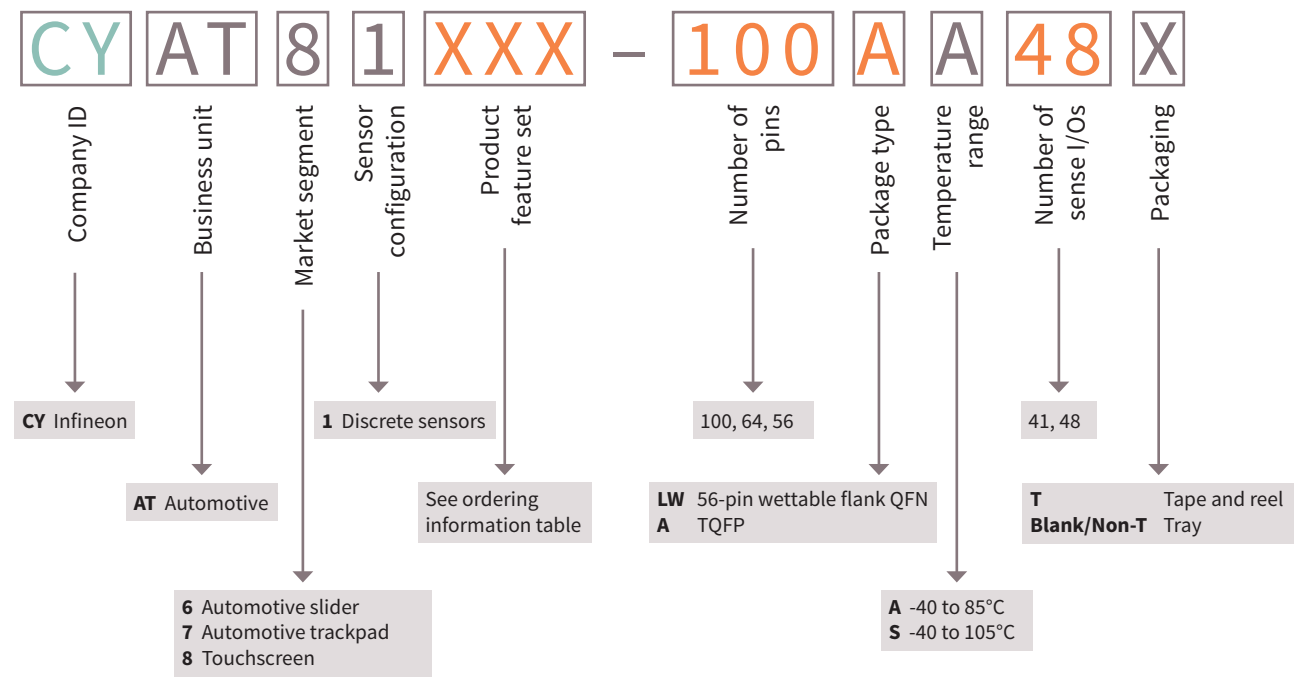 CY AT 8 1 XXX – 100 A A 48 X
Company ID
Business unit
Market segment
Sensor
configuration
Product
feature set
Number of
pins
Package type
Temperature
range
Number of
sense I/Os
Packaging
CY Infineon
1 Discrete sensors
100, 64, 56
41, 48
AT Automotive
See ordering
information table
LW 56-pin wettable flank QFN
A TQFP
T Tape and reel
Blank/Non-T Tray
6 Automotive slider
7 Automotive trackpad
8 Touchscreen
A -40 to 85°C
S -40 to 105°C